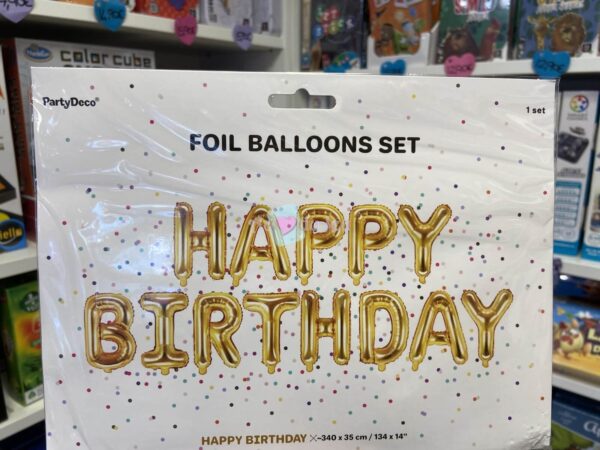 PartyDeco®
1 set
FOIL BALLOONS SET
HAPPY
BIRTHDAY
HAPPY BIRTHDAY ~340 x 35 cm / 134 x 14"
color cube